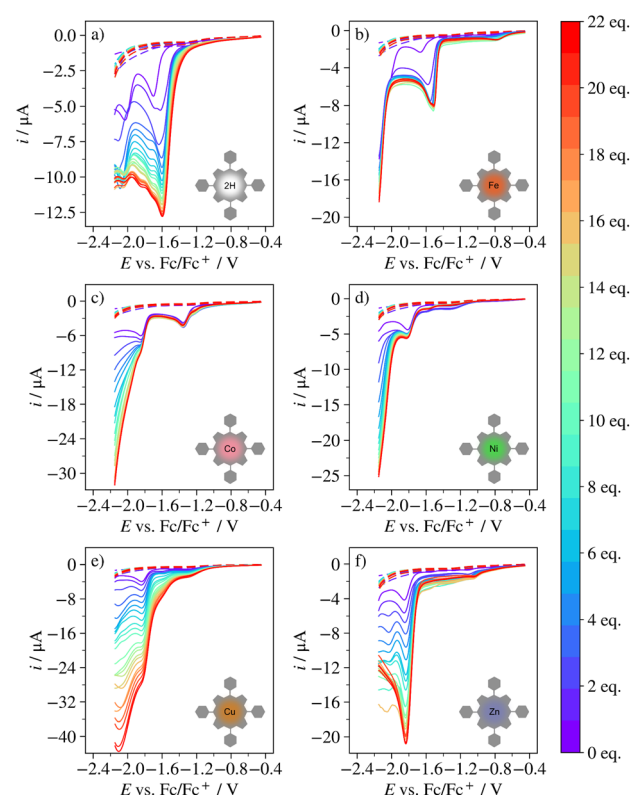 a)
0.0
−2.5
−5.0
−7.5
−10.0
−12.5
i / μA
2H
−2.4 −2.0 −1.6 −1.2 −0.8 −0.4
E vs. Fc/Fc+ / V
b)
0
−4
−8
−12
−16
−20
i / μA
Fe
−2.4 −2.0 −1.6 −1.2 −0.8 −0.4
E vs. Fc/Fc+ / V
c)
0
−6
−12
−18
−24
−30
i / μA
Co
−2.4 −2.0 −1.6 −1.2 −0.8 −0.4
E vs. Fc/Fc+ / V
d)
0
−5
−10
−15
−20
−25
i / μA
Ni
−2.4 −2.0 −1.6 −1.2 −0.8 −0.4
E vs. Fc/Fc+ / V
e)
0
−8
−16
−24
−32
−40
i / μA
Cu
−2.4 −2.0 −1.6 −1.2 −0.8 −0.4
E vs. Fc/Fc+ / V
f)
0
−4
−8
−12
−16
−20
i / μA
Zn
−2.4 −2.0 −1.6 −1.2 −0.8 −0.4
E vs. Fc/Fc+ / V
22 eq.
20 eq.
18 eq.
16 eq.
14 eq.
12 eq.
10 eq.
8 eq.
6 eq.
4 eq.
2 eq.
0 eq.